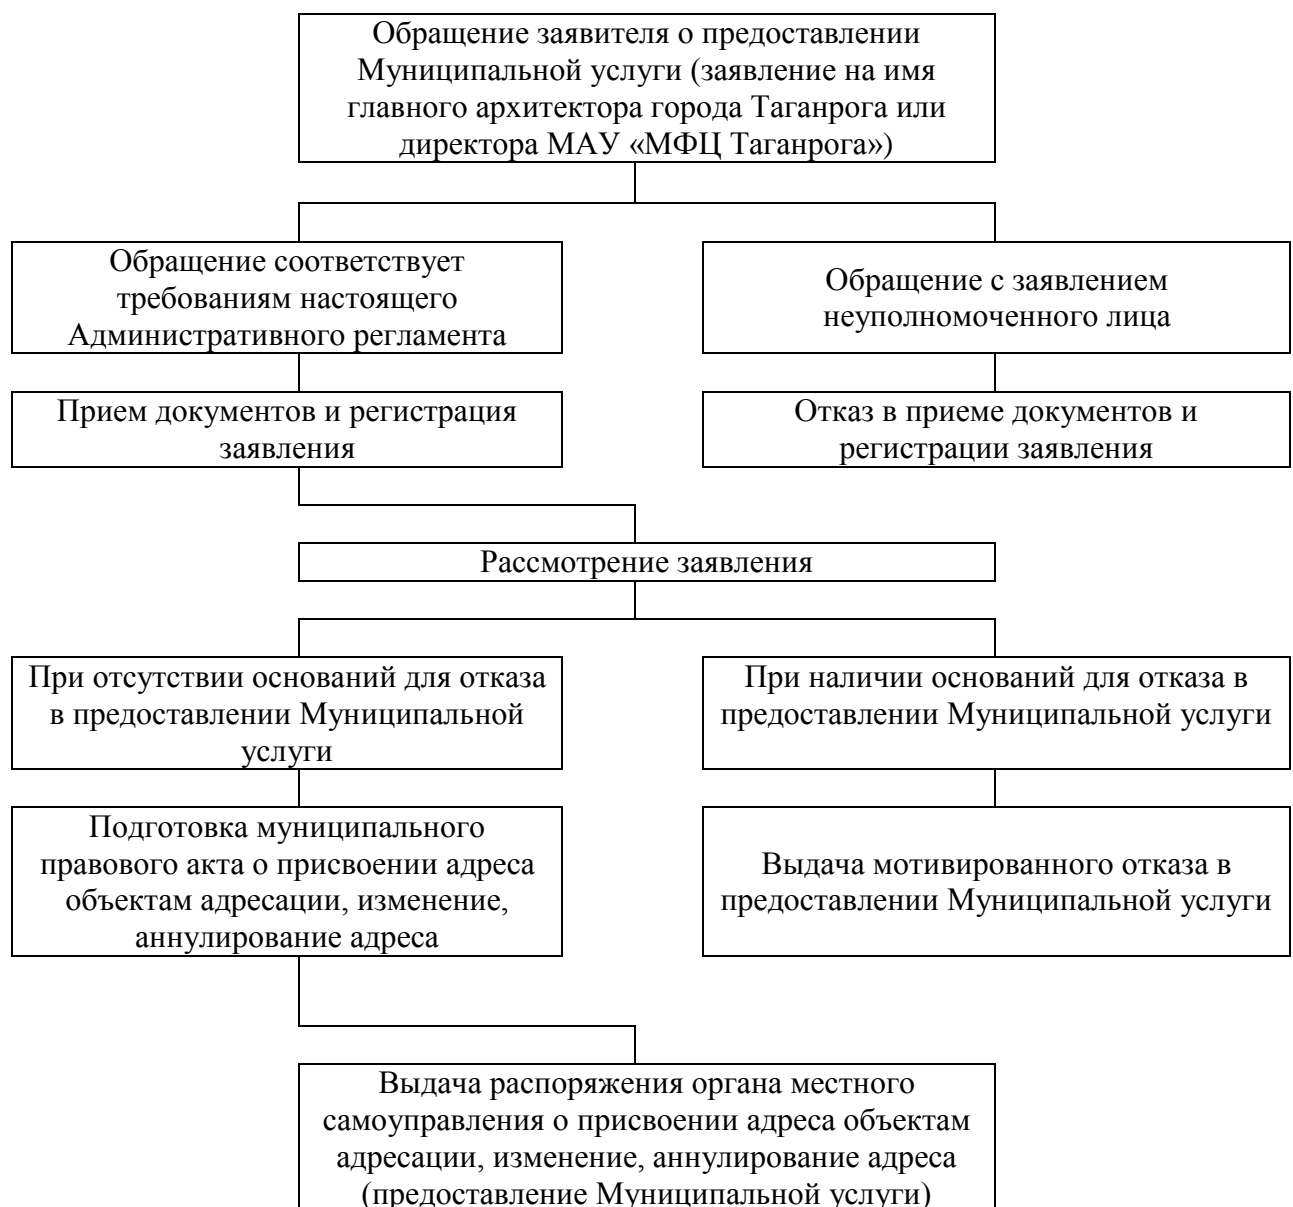 Обращение заявителя о предоставлении
Муниципальной услуги (заявление на имя
главного архитектора города Таганрога или
директора МАУ «МФЦ Таганрога»)
Обращение соответствует
требованиям настоящего
Административного регламента
Обращение с заявлением
неуполномоченного лица
Прием документов и регистрация
заявления
Отказ в приеме документов и
регистрации заявления
Рассмотрение заявления
При отсутствии оснований для отказа
в предоставлении Муниципальной
услуги
При наличии оснований для отказа в
предоставлении Муниципальной услуги
Подготовка муниципального
правового акта о присвоении адреса
объектам адресации, изменение,
аннулирование адреса
Выдача мотивированного отказа в
предоставлении Муниципальной услуги
Выдача распоряжения органа местного
самоуправления о присвоении адреса объектам
адресации, изменение, аннулирование адреса
(предоставление Муниципальной услуги)